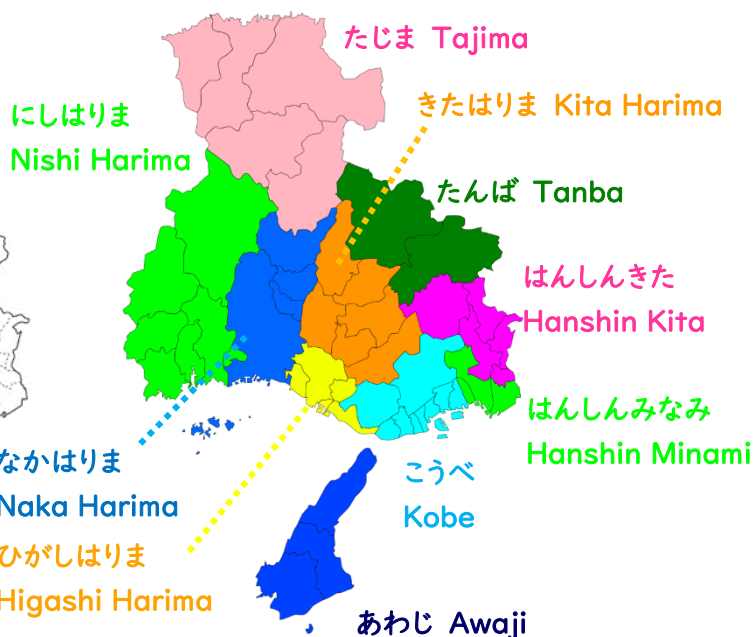 たじま Tajima
きたはりま Kita Harima
にしはりま
Nishi Harima
たんば Tanba
はんしんきた
Hanshin Kita
はんしんみなみ
Hanshin Minami
なかはりま
Naka Harima
こうべ
Kobe
ひがしはりま
Higashi Harima
あわじ Awaji